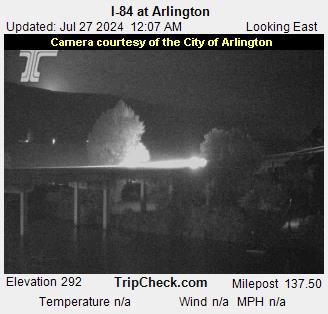 I-84 at Arlington
Updated: Jul 27 2024 12:07 AM Looking East
Camera courtesy of the City of Arlington
Elevation 292 TripCheck.com Milepost 137.50
Temperature n/a Wind n/a MPH n/a